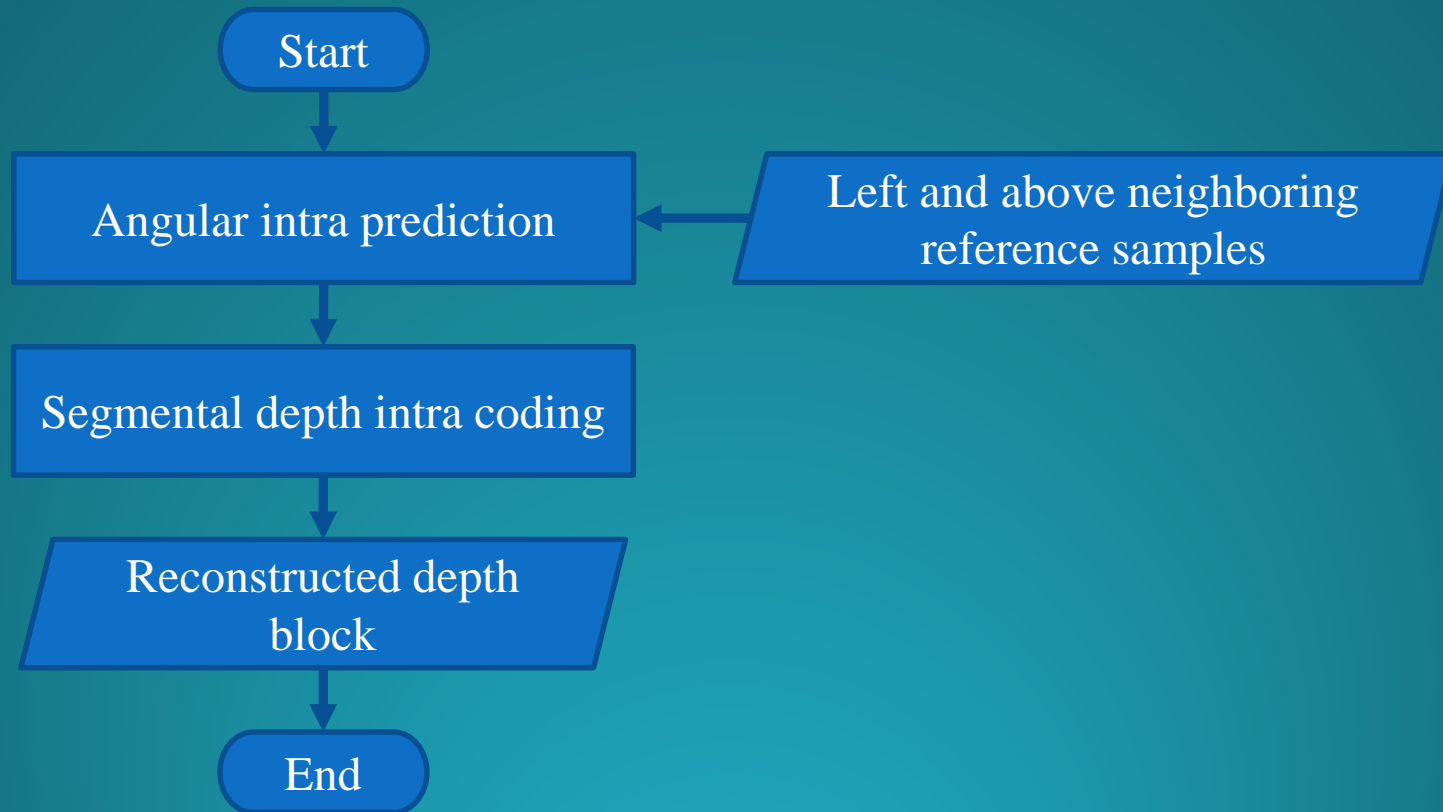 Start
Angular intra prediction
Left and above neighboring
reference samples
Segmental depth intra coding
Reconstructed depth
block
End